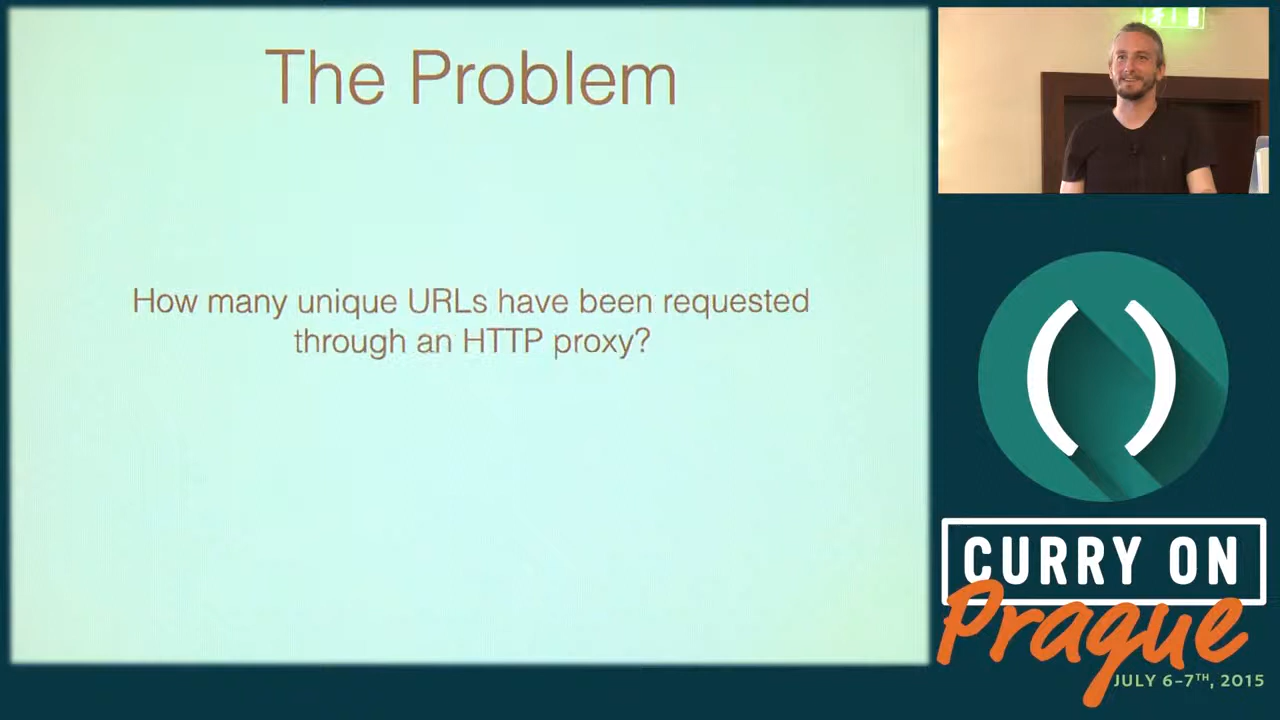 The Problem
How many unique URLs have been requested
through an HTTP proxy?
()
CURRY ON
Prague
JULY 6-7TH, 2015